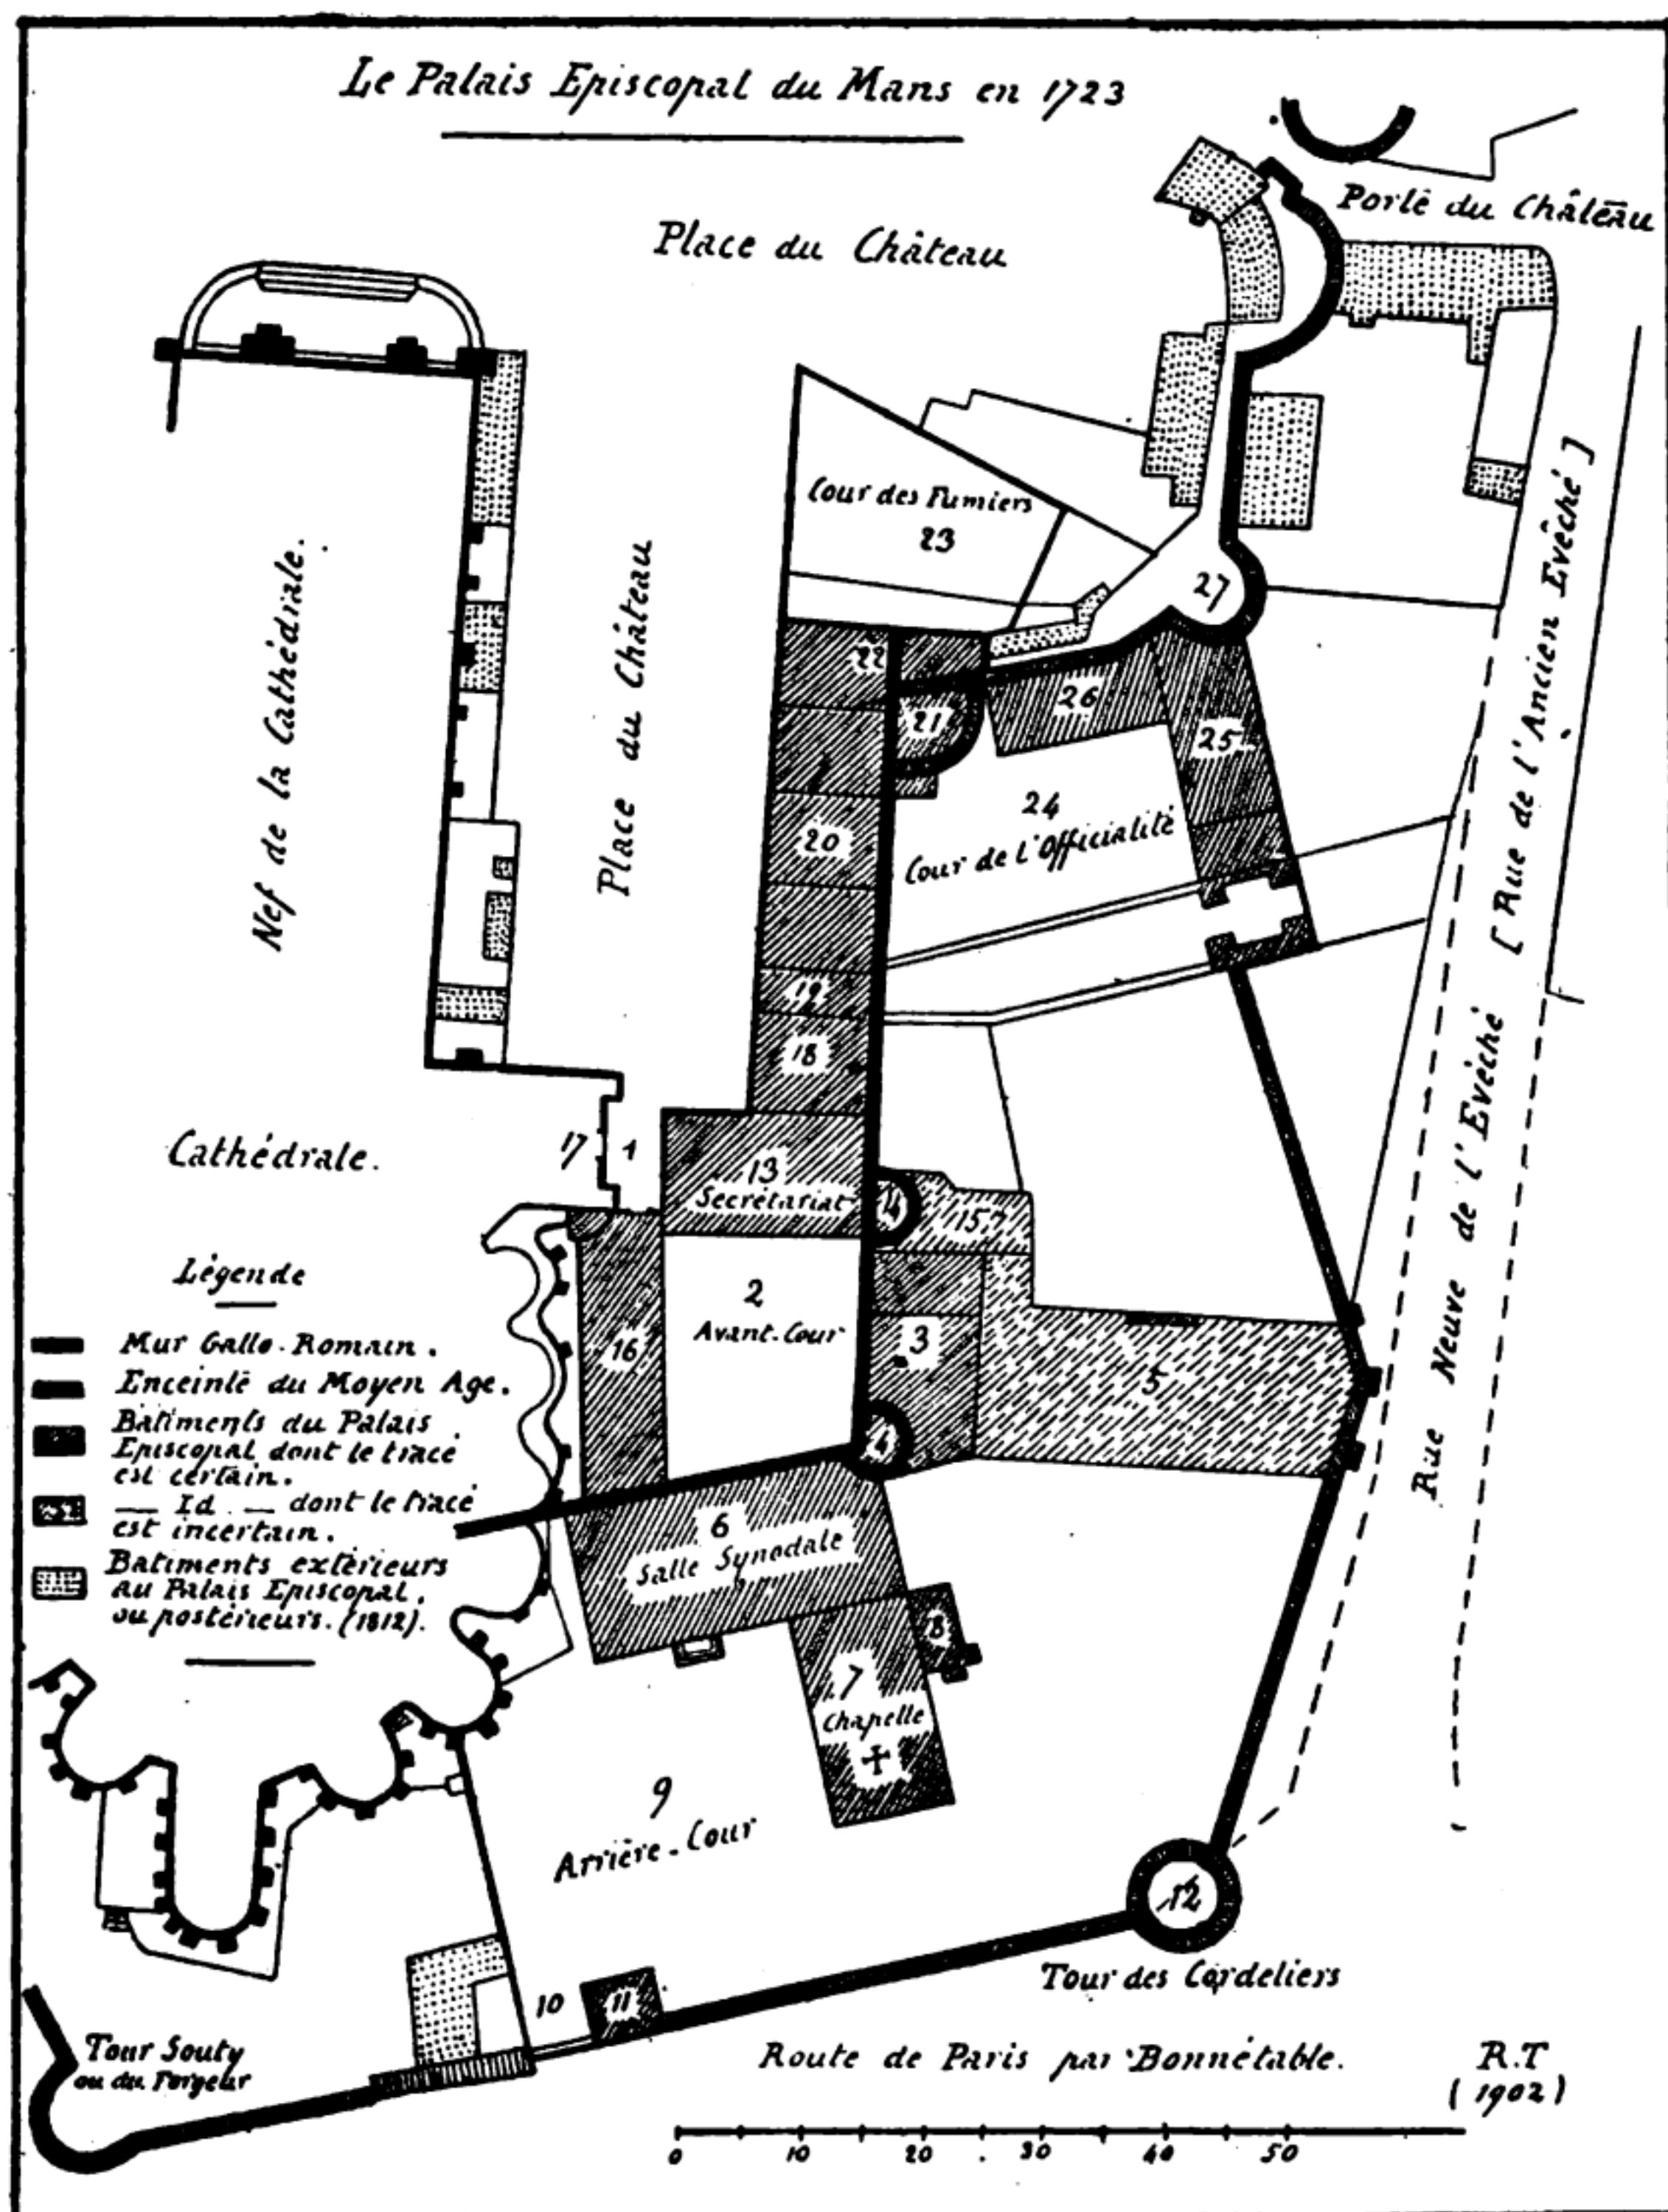 Le Palais Episcopal du Mans en 1723
Porte du Château
Place du Château
Cour des Fumiers
23
27
Nef de la Cathédrale.
Place du Château
22
21
26
25
20
24
Cour de l'Officialité
19
18
Rue Neuve de l'Evêché [Rue de l'Ancien Evêché]
Cathédrale.
17
1
13
Secrétariat
4
15
2
Avant-Cour
16
3
5
4
Légende
Mur Gallo-Romain.
Enceinte du Moyen Age.
Bâtiments du Palais
Episcopal dont le tracé
est certain.
— Id. — dont le tracé
est incertain.
Batiments extèrieurs
au Palais Episcopal,
ou postérieurs. (1812).
6
Salle Synodale
8
7
Chapelle
9
Arrière-Cour
12
Tour des Cordeliers
10
11
Tour Souty
ou du Forgeur
Route de Paris par Bonnétable.
R.T
(1902)
0 10 20 30 40 50